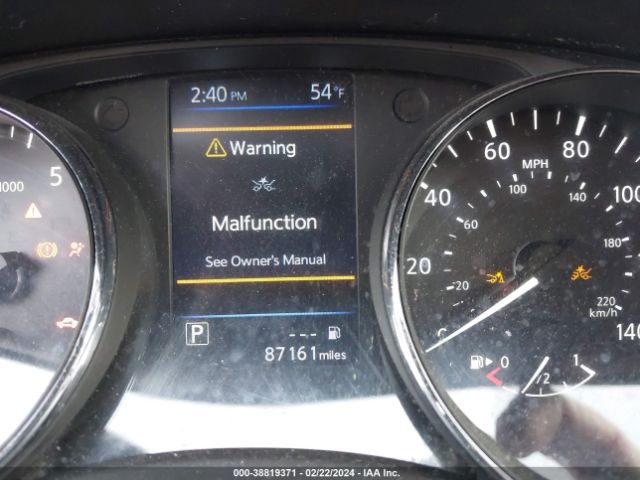 2:40 PM 54°F
Warning
Malfunction
See Owner's Manual
P ---
87161 miles
1000 5
0 20 40 60 80 100 140
MPH
20 60 100 140 180 220
km/h
0 1/2 1
000-38819371 - 02/22/2024 - IAA Inc.